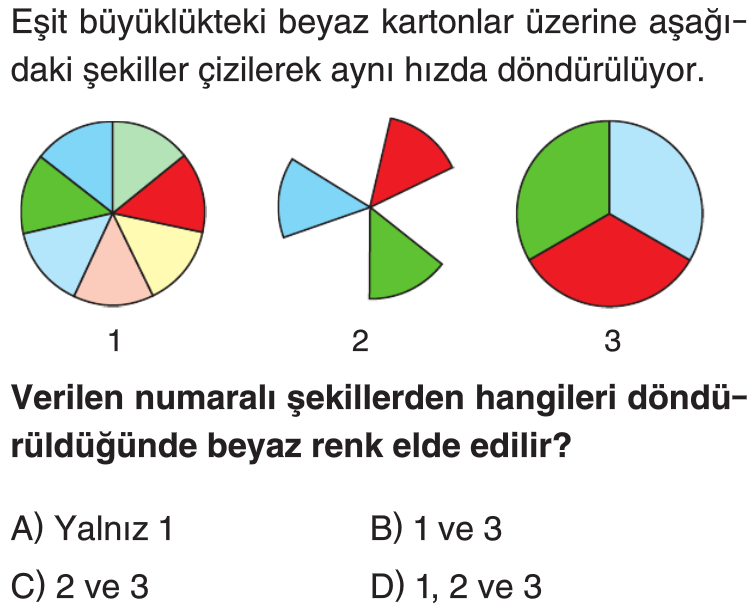 Eşit büyüklükteki beyaz kartonlar üzerine aşağı-
daki şekiller çizilerek aynı hızda döndürülüyor.
1
2
3
Verilen numaralı şekillerden hangileri döndü-
rüldüğünde beyaz renk elde edilir?
A) Yalnız 1
B) 1 ve 3
C) 2 ve 3
D) 1, 2 ve 3